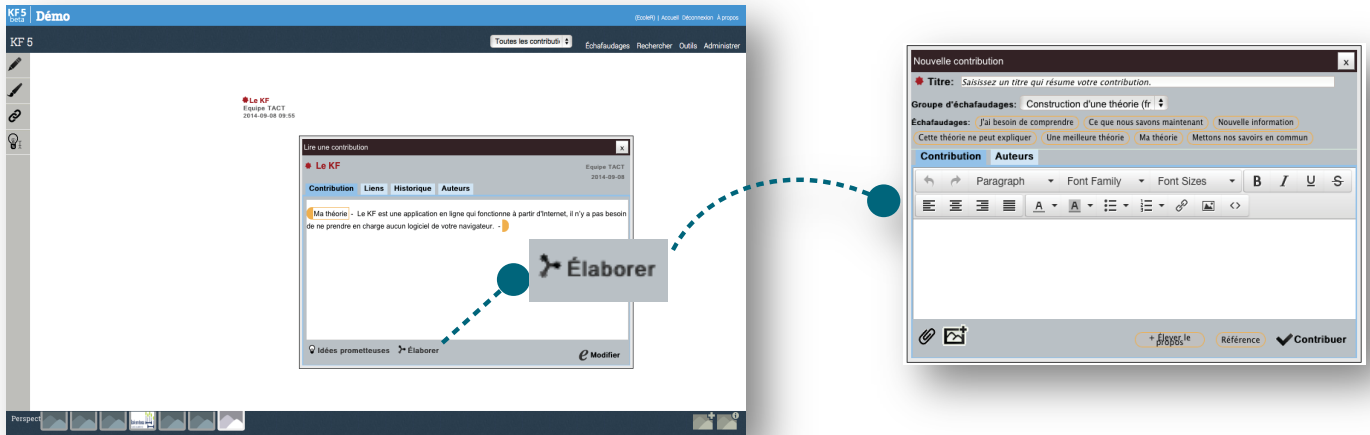 KF5 Démo
beta
(EcoleR) | Accueil Déconnexion À propos
KF 5
Toutes les contributi
Échafaudages Rechercher Outils Administrer
Le KF
Equipe TACT
2014-09-08 09:55
Lire une contribution
x
Le KF
Equipe TACT
2014-09-08
Contribution Liens Historique Auteurs
Ma théorie - Le KF est une application en ligne qui fonctionne à partir d'Internet, il n'y a pas besoin
de ne prendre en charge aucun logiciel de votre navigateur. -
Idées prometteuses Élaborer
Modifier
Perspect
Élaborer
Nouvelle contribution
x
Titre: Saisissez un titre qui résume votre contribution.
Groupe d'échafaudages: Construction d'une théorie (fr
Échafaudages: J'ai besoin de comprendre Ce que nous savons maintenant Nouvelle information
Cette théorie ne peut expliquer Une meilleure théorie Ma théorie Mettons nos savoirs en commun
Contribution Auteurs
Paragraph Font Family Font Sizes B I U S
A A
+ Élever le
propos
Référence Contribuer